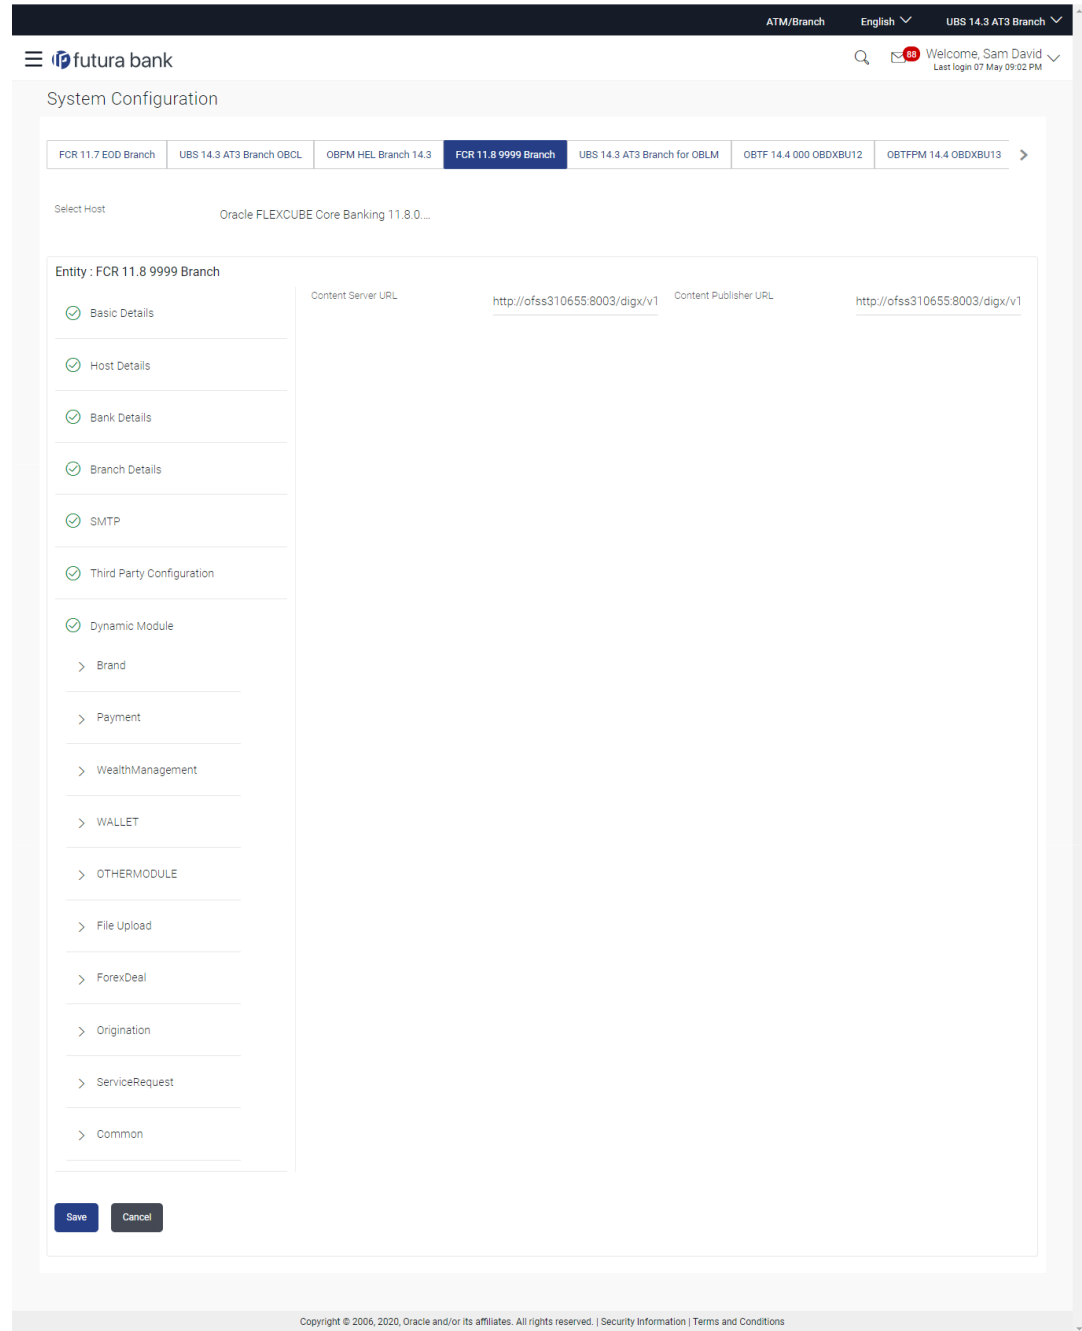 ATM/Branch English UBS 14.3 AT3 Branch
futura bank 88 Welcome, Sam David
Last login 07 May 09:02 PM
System Configuration
FCR 11.7 EOD Branch UBS 14.3 AT3 Branch OBCL OBPM HEL Branch 14.3 FCR 11.8 9999 Branch UBS 14.3 AT3 Branch for OBLM OBTF 14.4 000 OBDXBU12 OBTFPM 14.4 OBDXBU13
Select Host Oracle FLEXCUBE Core Banking 11.8.0....
Entity : FCR 11.8 9999 Branch
Content Server URL http://ofss310655:8003/digx/v1 Content Publisher URL http://ofss310655:8003/digx/v1
Basic Details
Host Details
Bank Details
Branch Details
SMTP
Third Party Configuration
Dynamic Module
Brand
Payment
WealthManagement
WALLET
OTHERMODULE
File Upload
ForexDeal
Origination
ServiceRequest
Common
Save Cancel
Copyright © 2006, 2020, Oracle and/or its affiliates. All rights reserved. | Security Information | Terms and Conditions